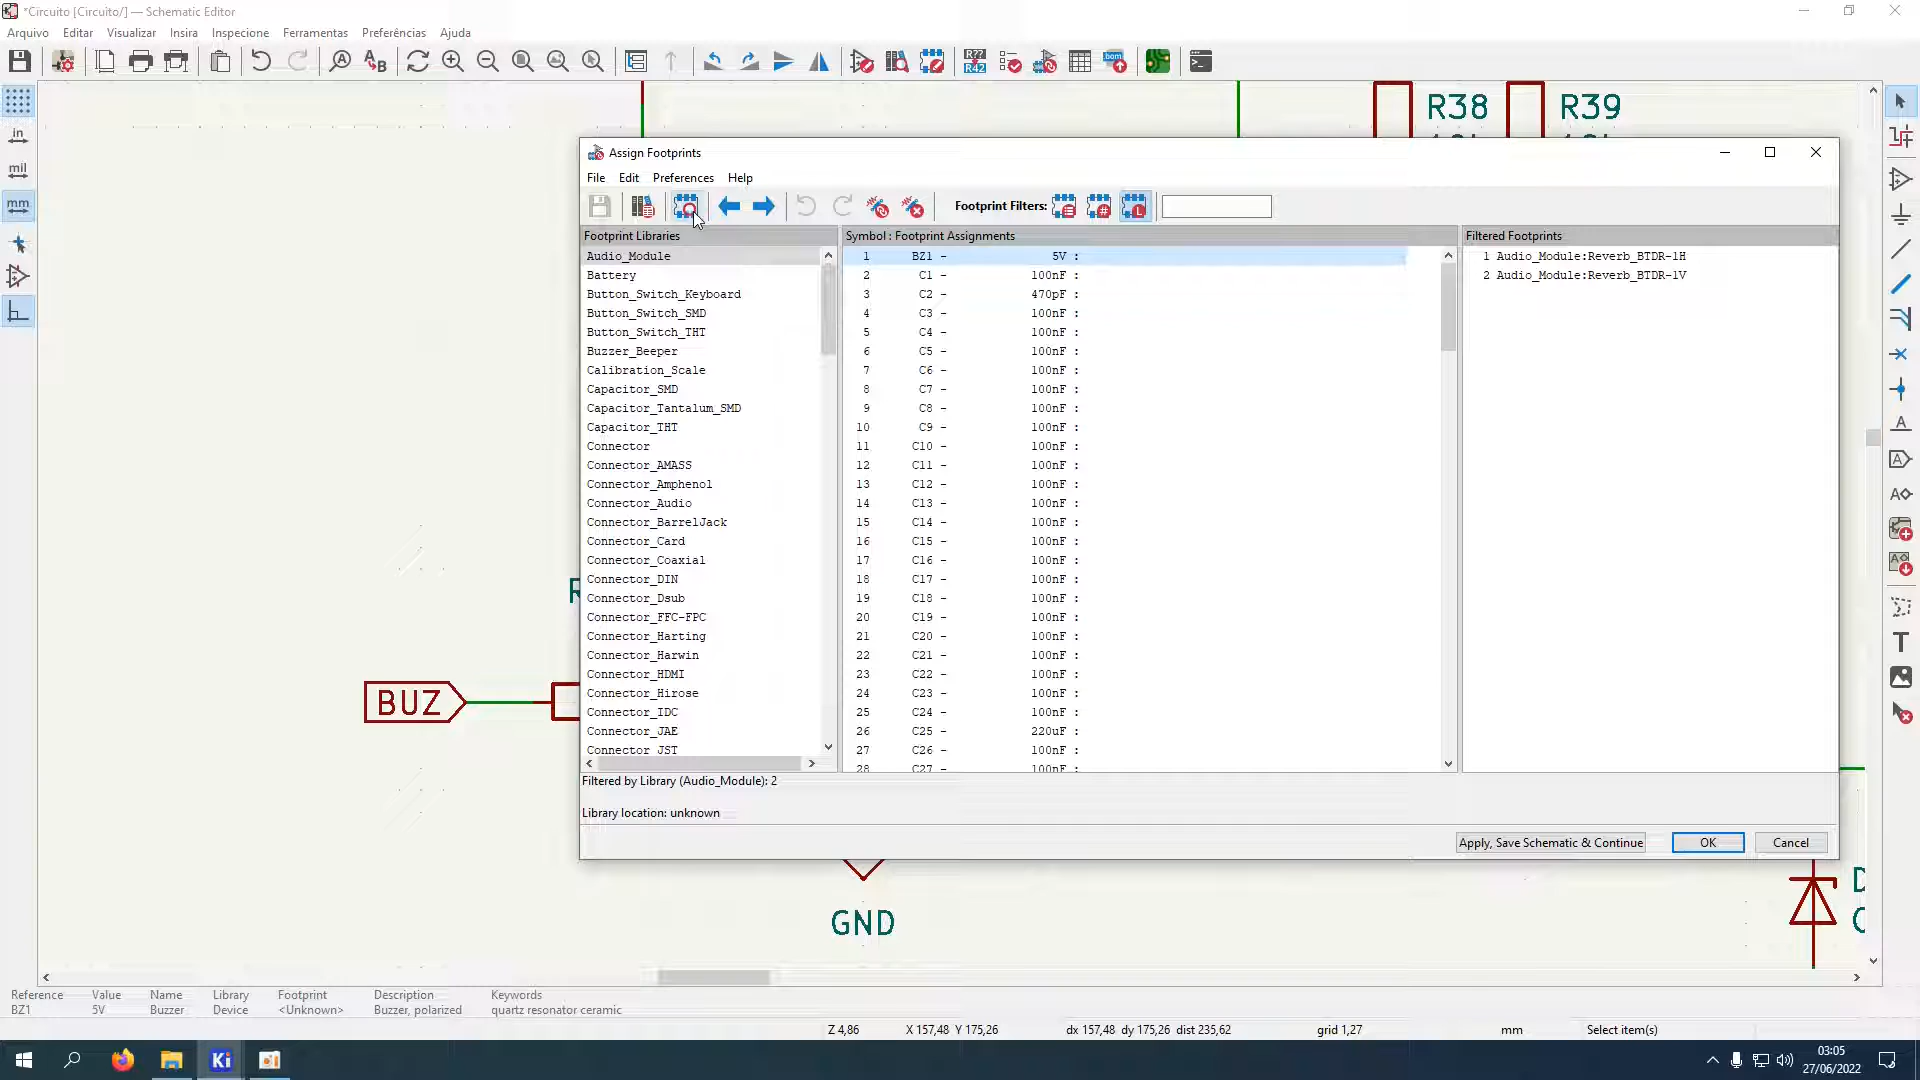 *Circuito [Circuito/] — Schematic Editor
Arquivo Editar Visualizar Insira Inspecione Ferramentas Preferências Ajuda
R??
R42
bom
in
mil
mm
R38 R39
Assign Footprints
File Edit Preferences Help
Footprint Filters:
Footprint Libraries
Audio_Module
Battery
Button_Switch_Keyboard
Button_Switch_SMD
Button_Switch_THT
Buzzer_Beeper
Calibration_Scale
Capacitor_SMD
Capacitor_Tantalum_SMD
Capacitor_THT
Connector
Connector_AMASS
Connector_Amphenol
Connector_Audio
Connector_BarrelJack
Connector_Card
Connector_Coaxial
Connector_DIN
Connector_Dsub
Connector_FFC-FPC
Connector_Harting
Connector_Harwin
Connector_HDMI
Connector_Hirose
Connector_IDC
Connector_JAE
Connector_JST
Symbol : Footprint Assignments
1 BZ1 - 5V :
2 C1 - 100nF :
3 C2 - 470pF :
4 C3 - 100nF :
5 C4 - 100nF :
6 C5 - 100nF :
7 C6 - 100nF :
8 C7 - 100nF :
9 C8 - 100nF :
10 C9 - 100nF :
11 C10 - 100nF :
12 C11 - 100nF :
13 C12 - 100nF :
14 C13 - 100nF :
15 C14 - 100nF :
16 C15 - 100nF :
17 C16 - 100nF :
18 C17 - 100nF :
19 C18 - 100nF :
20 C19 - 100nF :
21 C20 - 100nF :
22 C21 - 100nF :
23 C22 - 100nF :
24 C23 - 100nF :
25 C24 - 100nF :
26 C25 - 220uF :
27 C26 - 100nF :
28 C27 - 100nF :
Filtered Footprints
1 Audio_Module:Reverb_BTDR-1H
2 Audio_Module:Reverb_BTDR-1V
Filtered by Library (Audio_Module): 2
Library location: unknown
Apply, Save Schematic & Continue OK Cancel
BUZ
GND
Reference Value Name Library Footprint Description Keywords
BZ1 5V Buzzer Device <Unknown> Buzzer, polarized quartz resonator ceramic
Z 4,86 X 157,48 Y 175,26 dx 157,48 dy 175,26 dist 235,62 grid 1,27 mm Select item(s)
Ki
03:05
27/06/2022